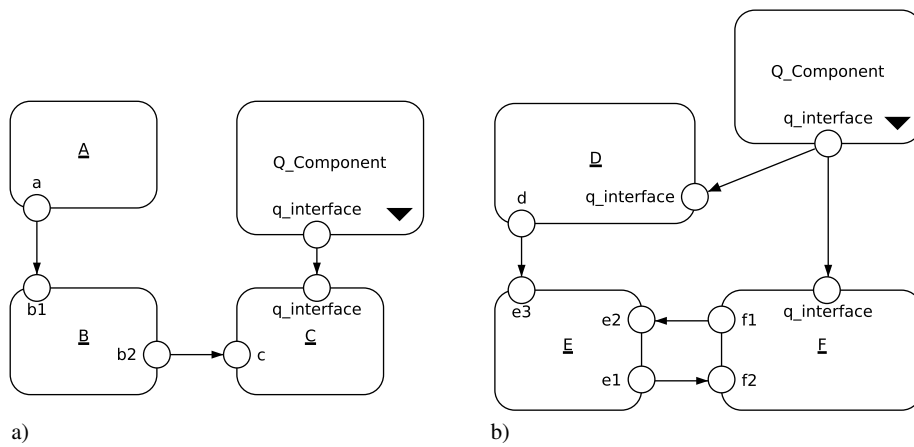 A
a
Q_Component
q_interface
b1
B
b2
q_interface
c
C
a)
Q_Component
q_interface
D
q_interface
d
e3
E
e2
e1
q_interface
f1
F
f2
b)